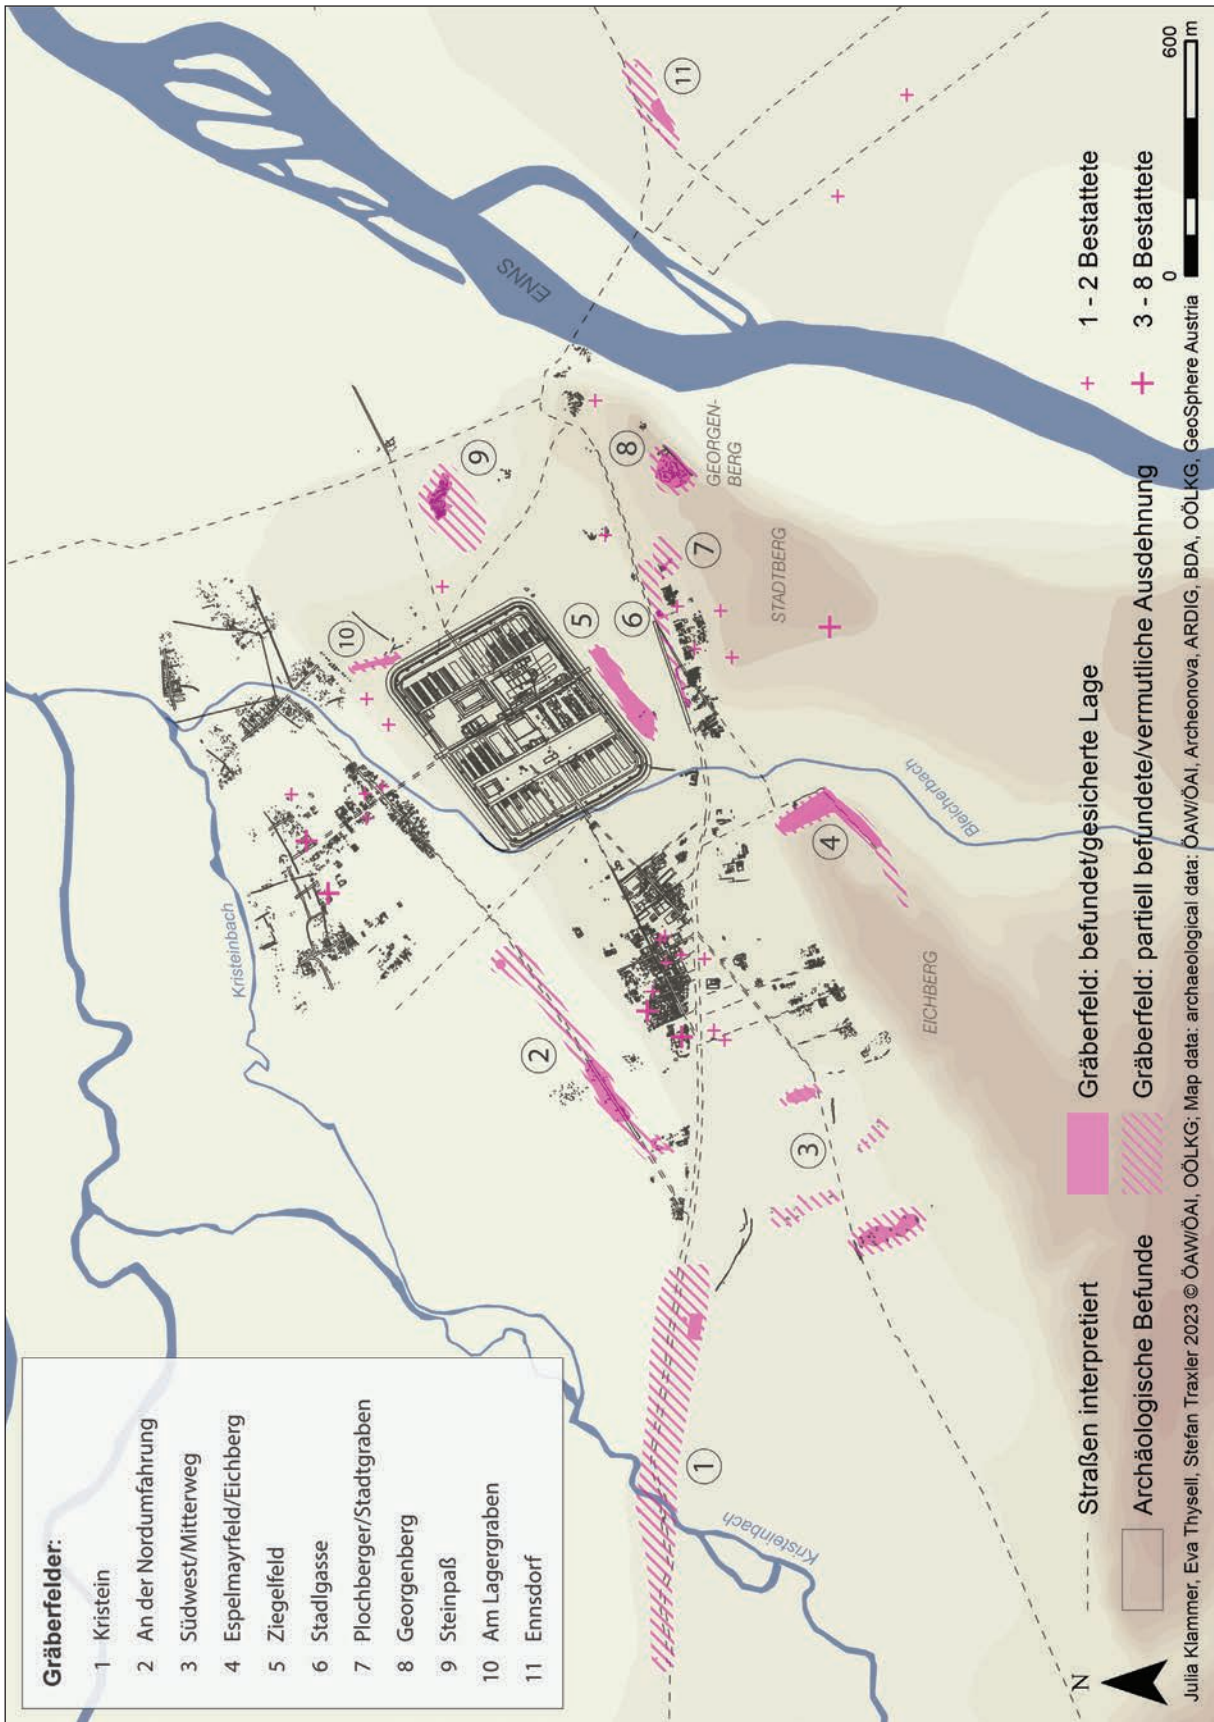 Gräberfelder:
1 Kristein
2 An der Nordumfahrung
3 Südwest/Mitterweg
4 Espelmayrfeld/Eichberg
5 Ziegelfeld
6 Stadlgasse
7 Plochberger/Stadtgraben
8 Georgenberg
9 Steinpaß
10 Am Lagergraben
11 Ennsdorf
Kristeinbach
ENNS
11
10
9
2
5
8
GEORGEN-
BERG
6
7
STADTBERG
1
3
4
Bleicherbach
EICHBERG
Kristeinbach
N
Straßen interpretiert
Archäologische Befunde
Gräberfeld: befundet/gesicherte Lage
Gräberfeld: partiell befundete/vermutliche Ausdehnung
1 - 2 Bestattete
3 - 8 Bestattete
0 600
m
Julia Klammer, Eva Thysell, Stefan Traxler 2023 © ÖAW/ÖAI, OÖLKG; Map data: archaeological data: ÖAW/ÖAI, Archeonova, ARDIG, BDA, OÖLKG, GeoSphere Austria